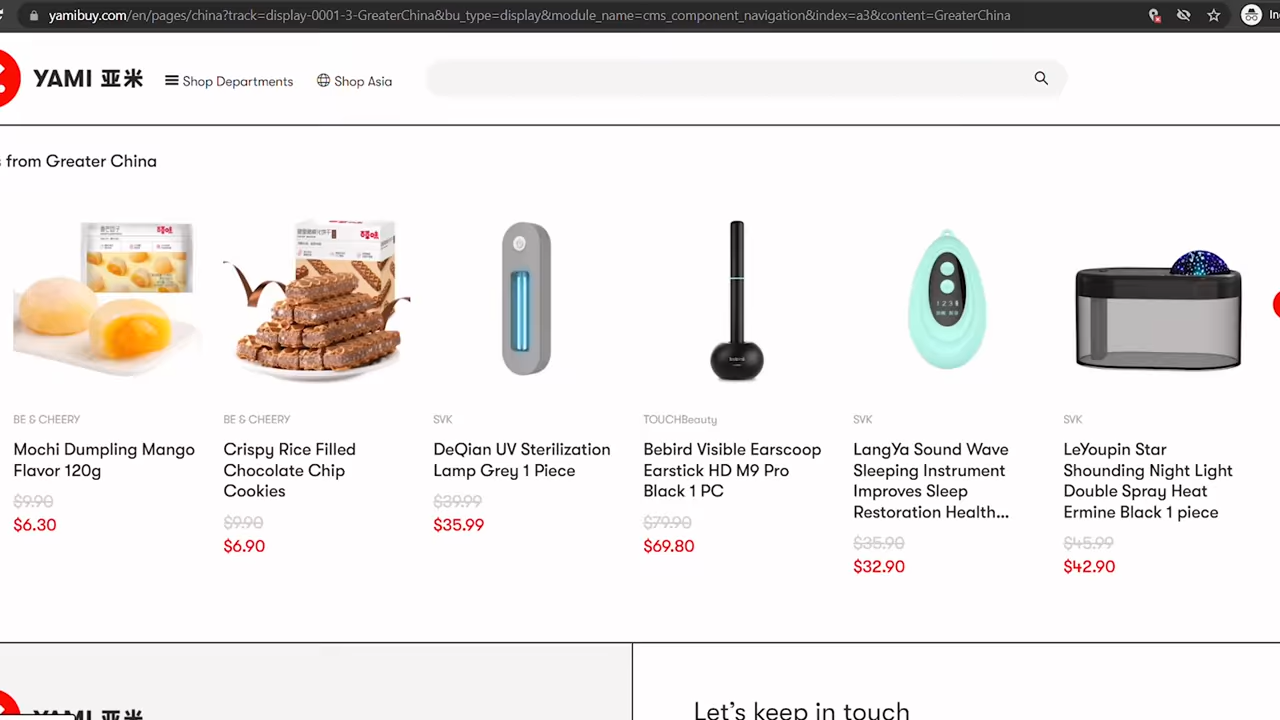 yamibuy.com/en/pages/china?track=display-0001-3-GreaterChina&bu_type=display&module_name=cms_component_navigation&index=a3&content=GreaterChina
YAMI 亚米
Shop Departments
Shop Asia
s from Greater China
BE & CHEERY
Mochi Dumpling Mango
Flavor 120g
$9.90
$6.30
BE & CHEERY
Crispy Rice Filled
Chocolate Chip
Cookies
$9.90
$6.90
SVK
DeQian UV Sterilization
Lamp Grey 1 Piece
$39.99
$35.99
TOUCHBeauty
Bebird Visible Earscoop
Earstick HD M9 Pro
Black 1 PC
$79.90
$69.80
SVK
LangYa Sound Wave
Sleeping Instrument
Improves Sleep
Restoration Health...
$35.90
$32.90
SVK
LeYoupin Star
Shounding Night Light
Double Spray Heat
Ermine Black 1 piece
$45.99
$42.90
YAMI 亚米
Let's keep in touch